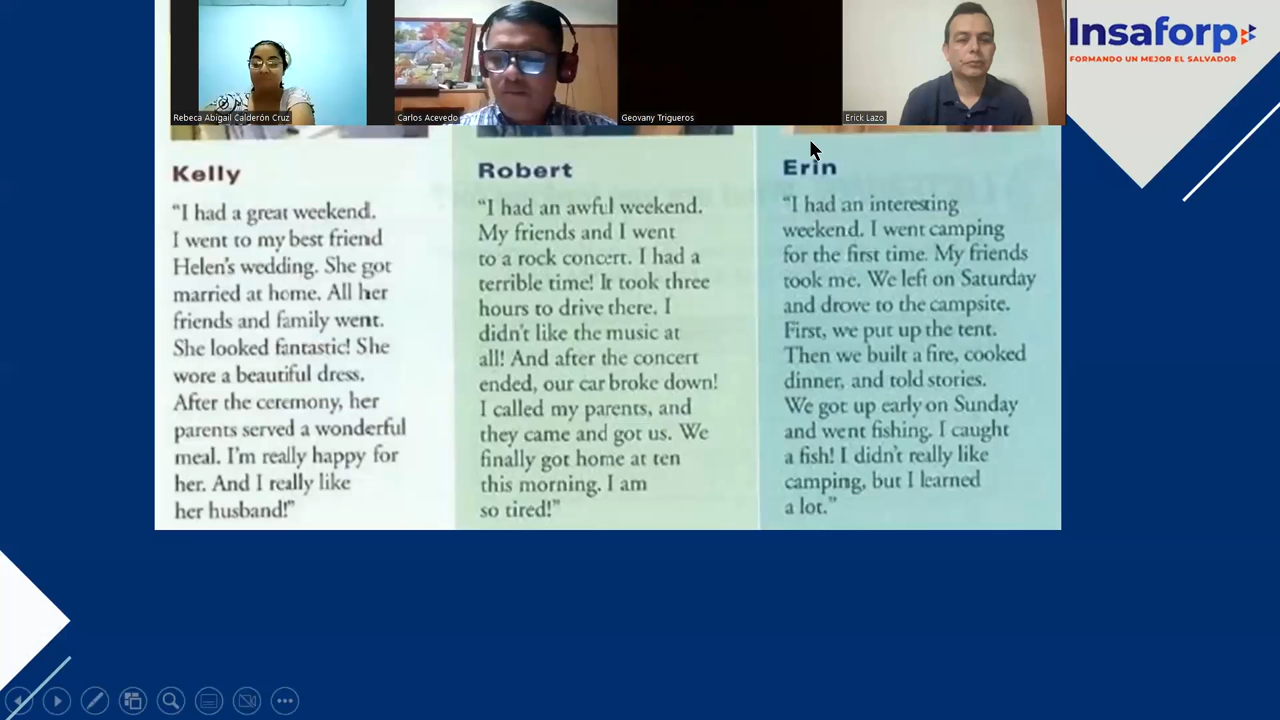 Rebeca Abigail Calderón Cruz
Carlos Acevedo
Geovany Trigueros
Erick Lazo
Insaforp
FORMANDO UN MEJOR EL SALVADOR
Kelly
"I had a great weekend.
I went to my best friend
Helen's wedding. She got
married at home. All her
friends and family went.
She looked fantastic! She
wore a beautiful dress.
After the ceremony, her
parents served a wonderful
meal. I'm really happy for
her. And I really like
her husband!"
Robert
"I had an awful weekend.
My friends and I went
to a rock concert. I had a
terrible time! It took three
hours to drive there. I
didn't like the music at
all! And after the concert
ended, our car broke down!
I called my parents, and
they came and got us. We
finally got home at ten
this morning. I am
so tired!"
Erin
"I had an interesting
weekend. I went camping
for the first time. My friends
took me. We left on Saturday
and drove to the campsite.
First, we put up the tent.
Then we built a fire, cooked
dinner, and told stories.
We got up early on Sunday
and went fishing. I caught
a fish! I didn't really like
camping, but I learned
a lot."